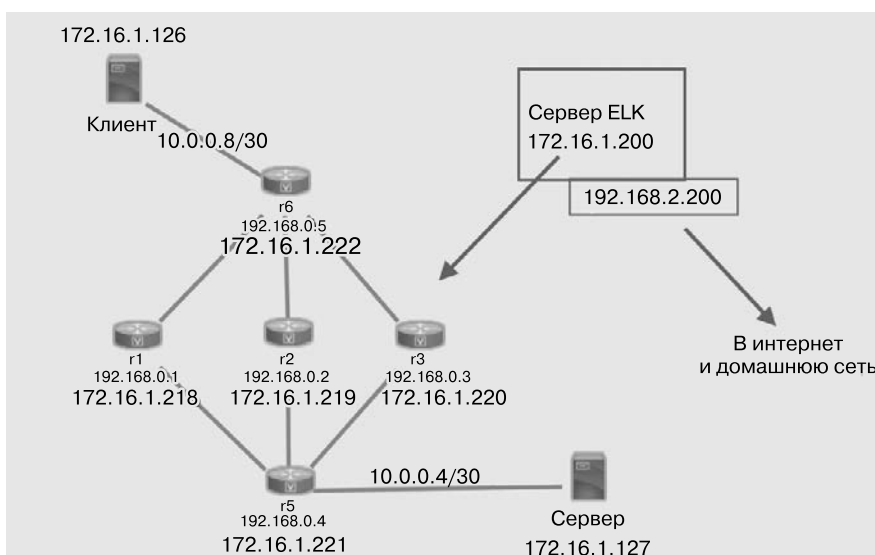 172.16.1.126
Клиент
10.0.0.8/30
Сервер ELK
172.16.1.200
192.168.2.200
r6
192.168.0.5
172.16.1.222
В интернет
и домашнюю сеть
r1
192.168.0.1
172.16.1.218
r2
192.168.0.2
172.16.1.219
r3
192.168.0.3
172.16.1.220
10.0.0.4/30
r5
192.168.0.4
172.16.1.221
Сервер
172.16.1.127